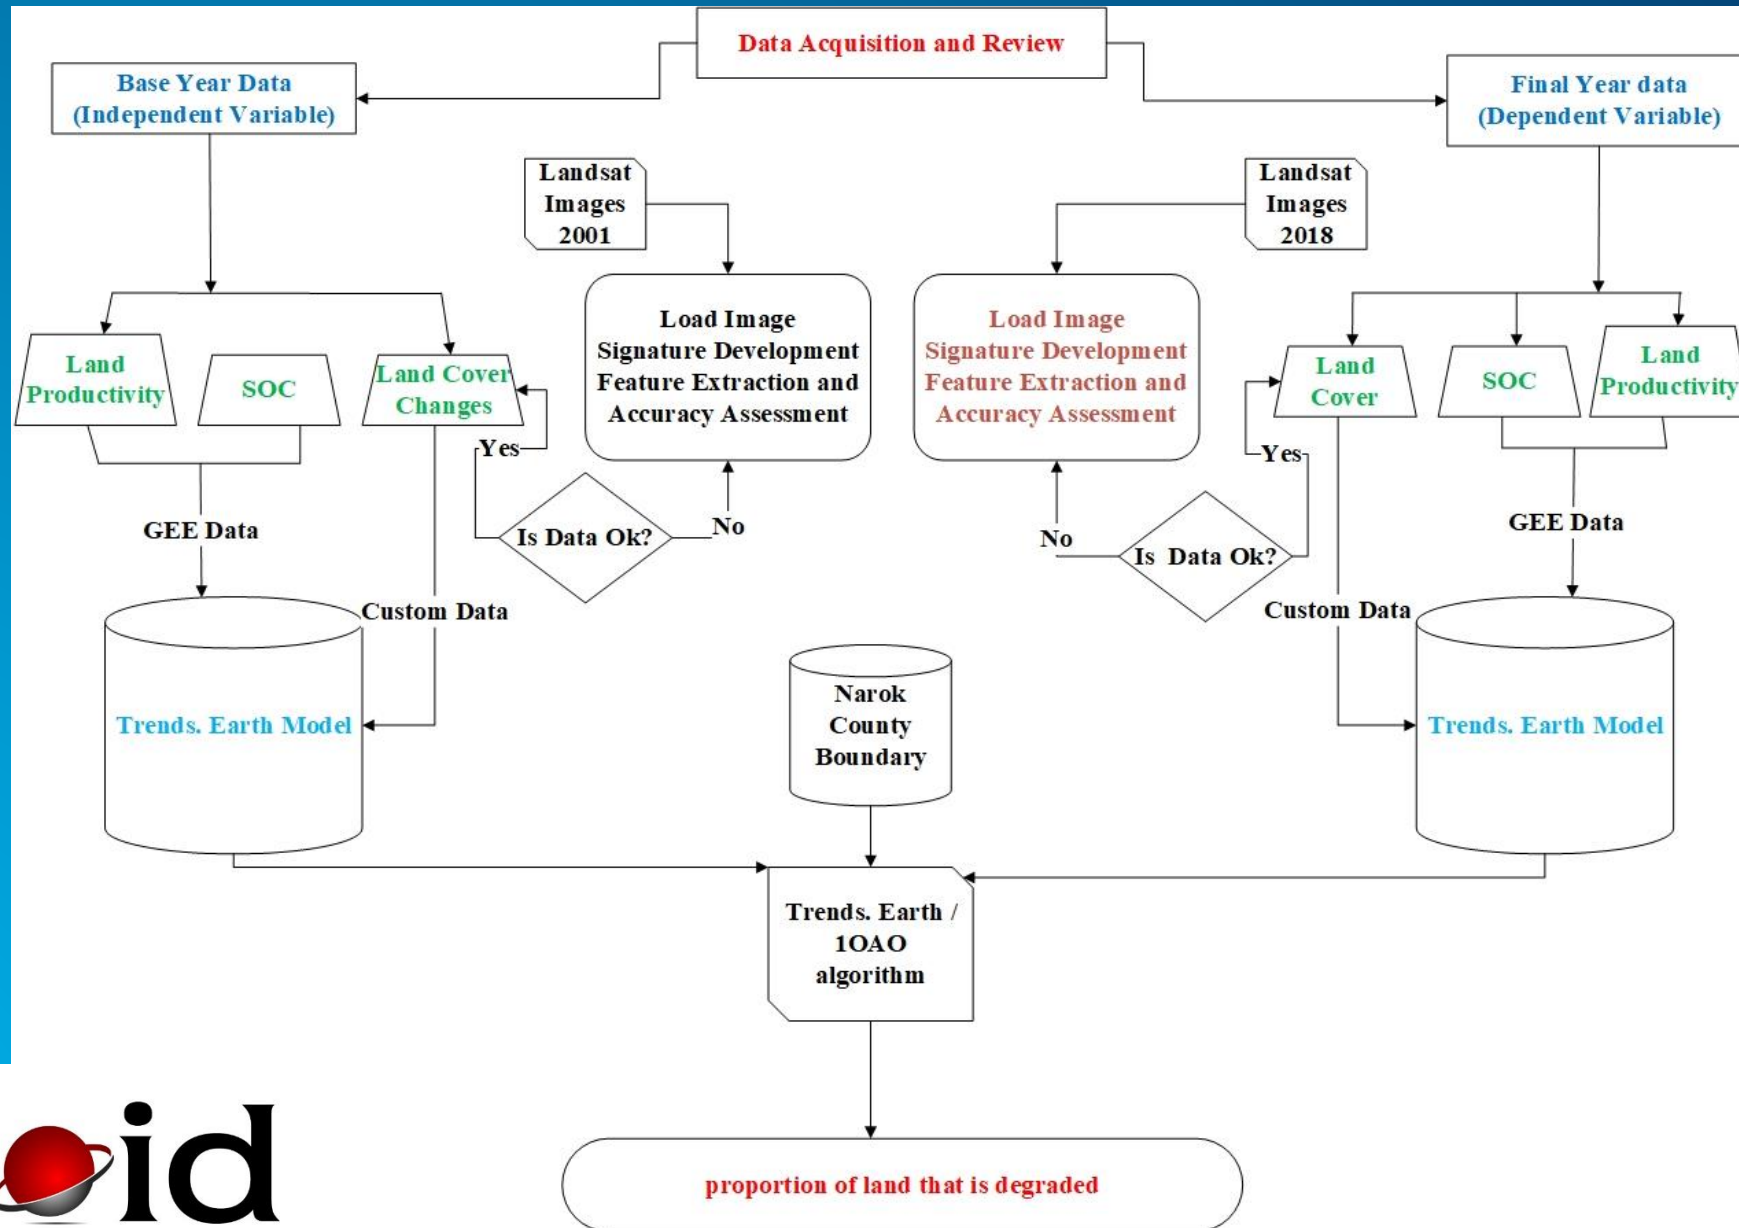 Data Acquisition and Review
Base Year Data
(Independent Variable)
Final Year data
(Dependent Variable)
Landsat
Images
2001
Landsat
Images
2018
Load Image
Signature Development
Feature Extraction and
Accuracy Assessment
Load Image
Signature Development
Feature Extraction and
Accuracy Assessment
Land
Productivity
SOC
Land Cover
Changes
Land
Cover
SOC
Land
Productivity
Yes
Is Data Ok?
No
No
Is Data Ok?
Yes
GEE Data
Custom Data
GEE Data
Custom Data
Trends. Earth Model
Narok
County
Boundary
Trends. Earth Model
Trends. Earth /
1OAO
algorithm
proportion of land that is degraded
id